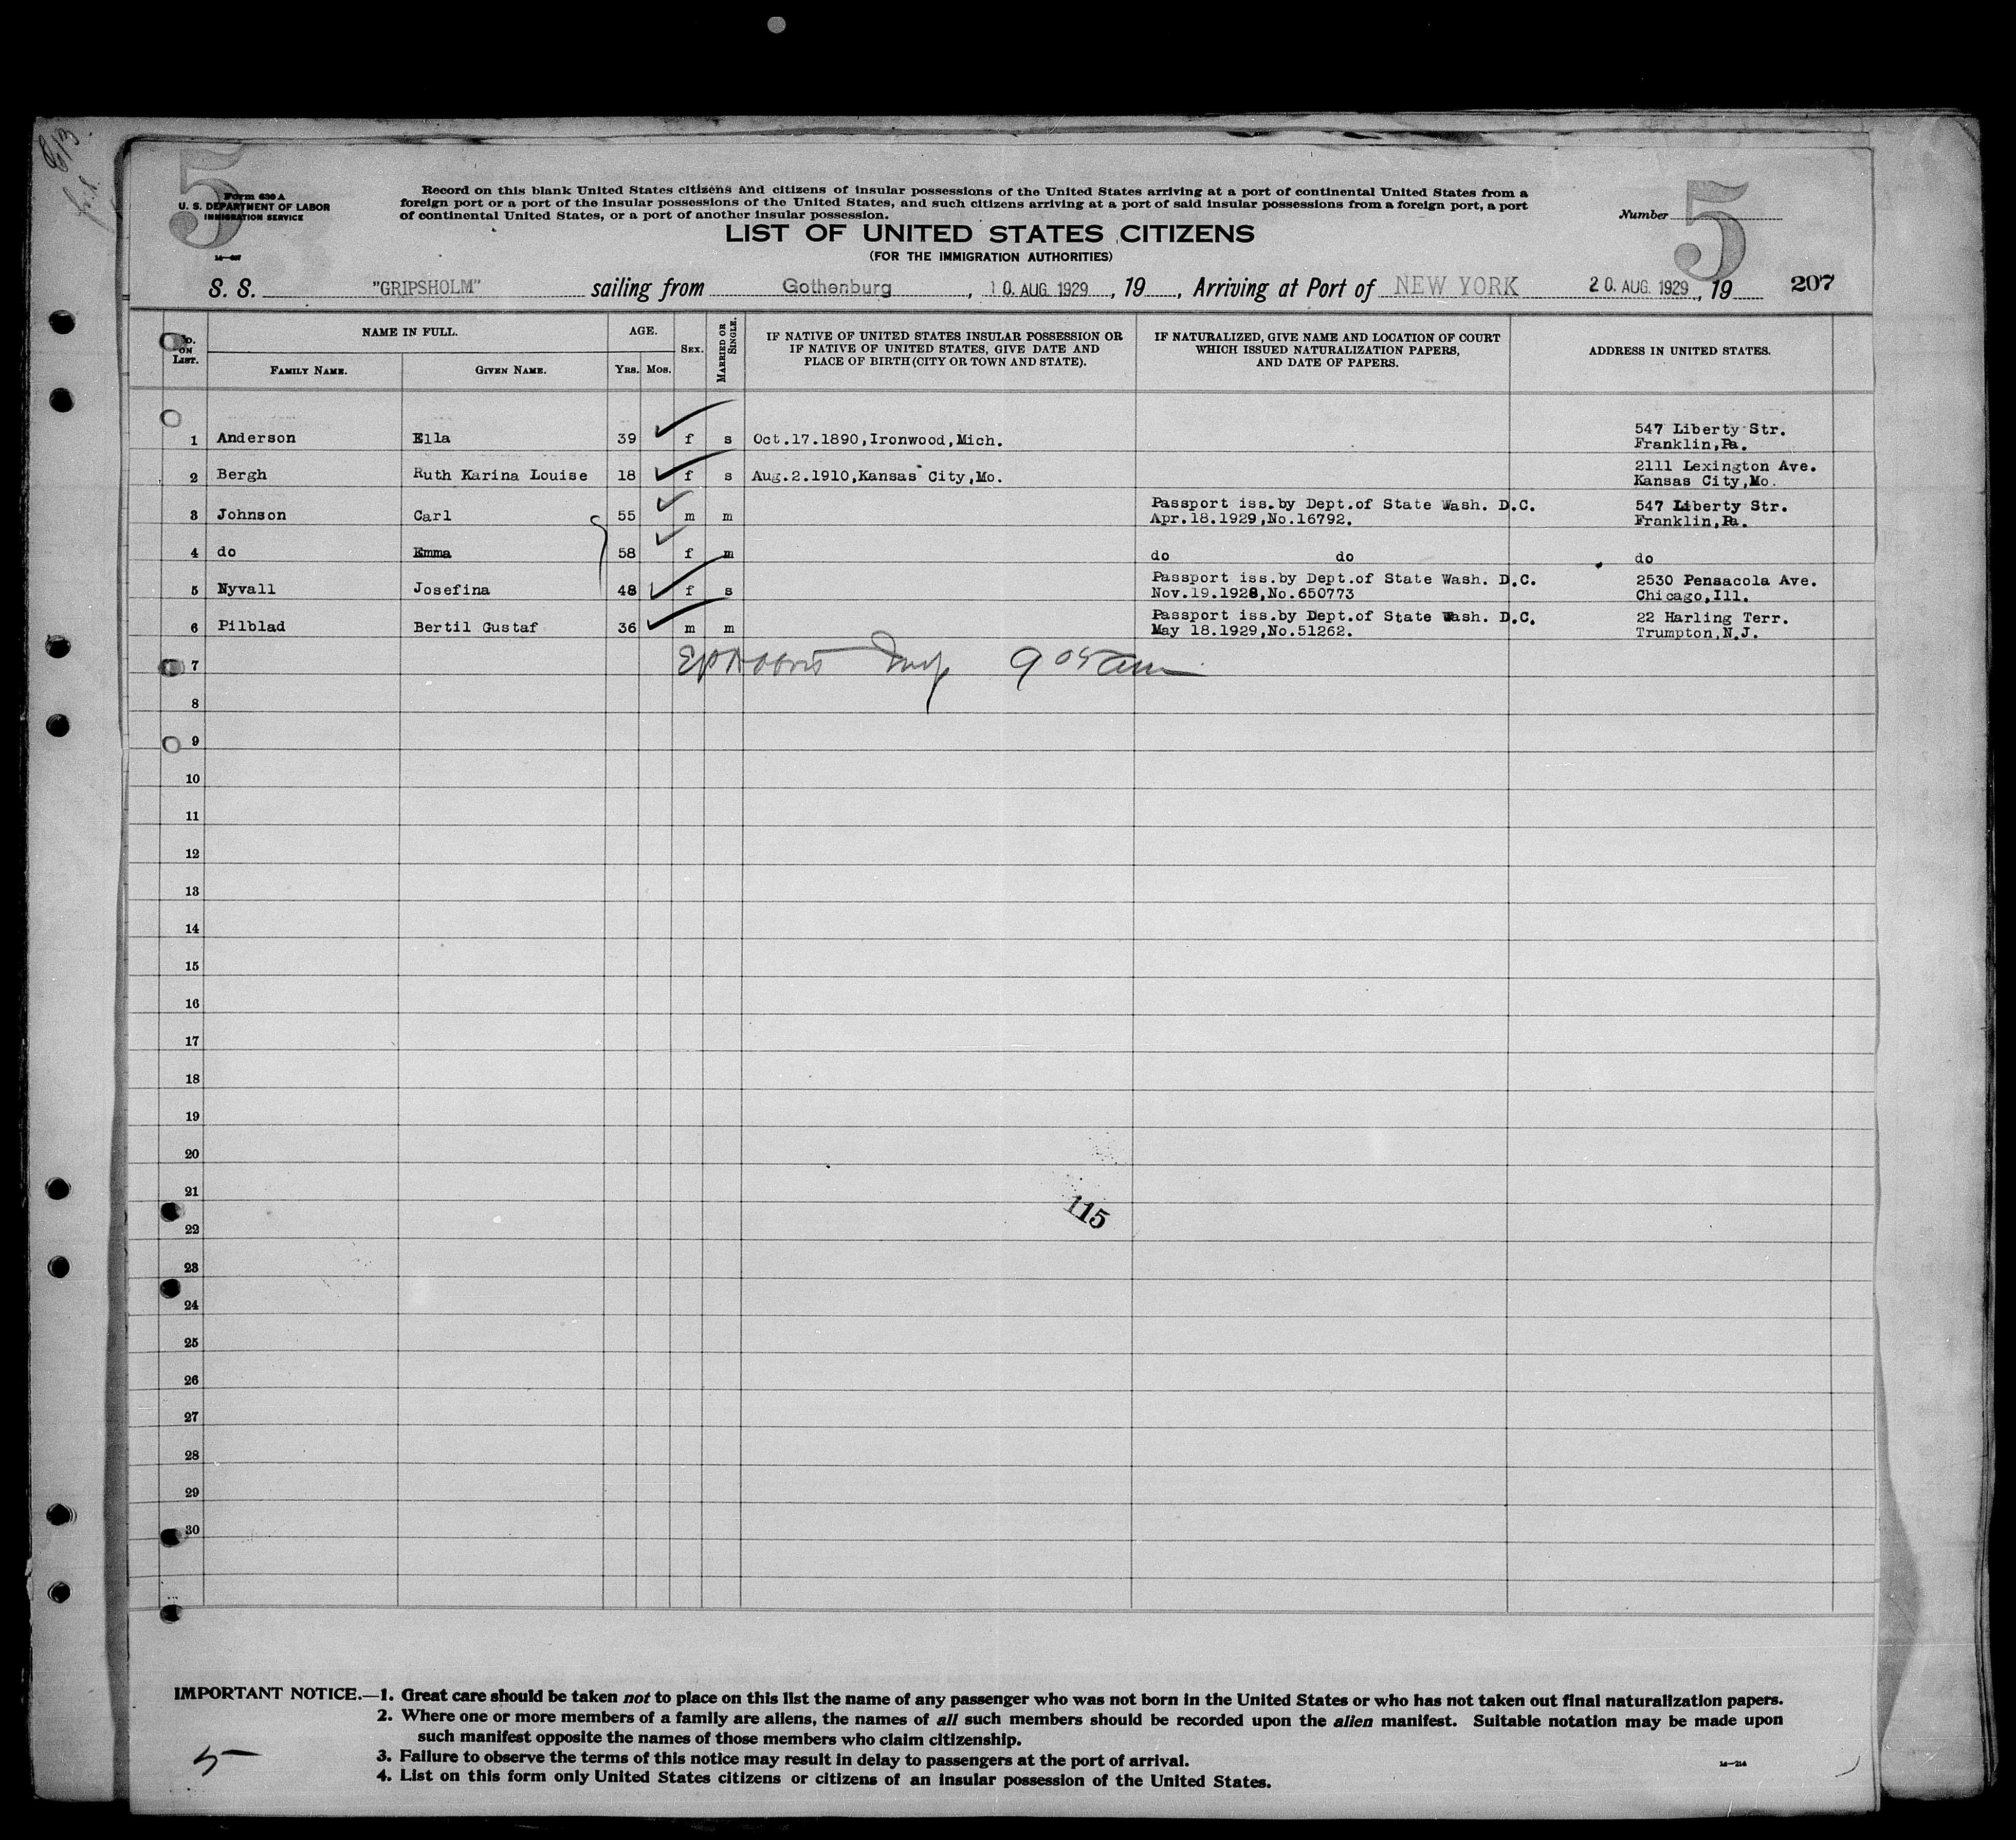 5
Form 630 A
U. S. DEPARTMENT OF LABOR
IMMIGRATION SERVICE
Record on this blank United States citizens and citizens of insular possessions of the United States arriving at a port of continental United States from a
foreign port or a port of the insular possessions of the United States, and such citizens arriving at a port of said insular possessions from a foreign port, a port
of continental United States, or a port of another insular possession.
Number 5
LIST OF UNITED STATES CITIZENS
(FOR THE IMMIGRATION AUTHORITIES)
S. S. "GRIPSHOLM" sailing from Gothenburg, 10. AUG. 1929, 19, Arriving at Port of NEW YORK 20. AUG. 1929, 19 207
No. ON LIST. NAME IN FULL. AGE. SEX. MARRIED OR SINGLE. IF NATIVE OF UNITED STATES INSULAR POSSESSION OR IF NATIVE OF UNITED STATES, GIVE DATE AND PLACE OF BIRTH (CITY OR TOWN AND STATE). IF NATURALIZED, GIVE NAME AND LOCATION OF COURT WHICH ISSUED NATURALIZATION PAPERS, AND DATE OF PAPERS. ADDRESS IN UNITED STATES.
FAMILY NAME. GIVEN NAME. YRS. MOS.
1 Anderson Ella 39 f s Oct.17.1890,Ironwood,Mich. 547 Liberty Str. Franklin,Pa.
2 Bergh Ruth Karina Louise 18 f s Aug.2.1910,Kansas City,Mo. 2111 Lexington Ave. Kansas City,Mo.
3 Johnson Carl 55 m m Passport iss.by Dept.of State Wash. D.C. Apr.18.1929,No.16792. 547 Liberty Str. Franklin,Pa.
4 do Emma 58 f m do do do
5 Nyvall Josefina 48 f s Passport iss.by Dept.of State Wash. D.C. Nov.19.1928,No.650773 2530 Pensacola Ave. Chicago,Ill.
6 Pilblad Bertil Gustaf 36 m m Passport iss.by Dept.of State Wash. D.C. May 18.1929,No.51262. 22 Harling Terr. Trumpton,N.J.
7 9 05 am
8
9
10
11
12
13
14
15
16
17
18
19
20
21
115
22
23
24
25
26
27
28
29
30
IMPORTANT NOTICE.—1. Great care should be taken not to place on this list the name of any passenger who was not born in the United States or who has not taken out final naturalization papers.
2. Where one or more members of a family are aliens, the names of all such members should be recorded upon the alien manifest. Suitable notation may be made upon
such manifest opposite the names of those members who claim citizenship.
3. Failure to observe the terms of this notice may result in delay to passengers at the port of arrival.
4. List on this form only United States citizens or citizens of an insular possession of the United States.
5
14—214